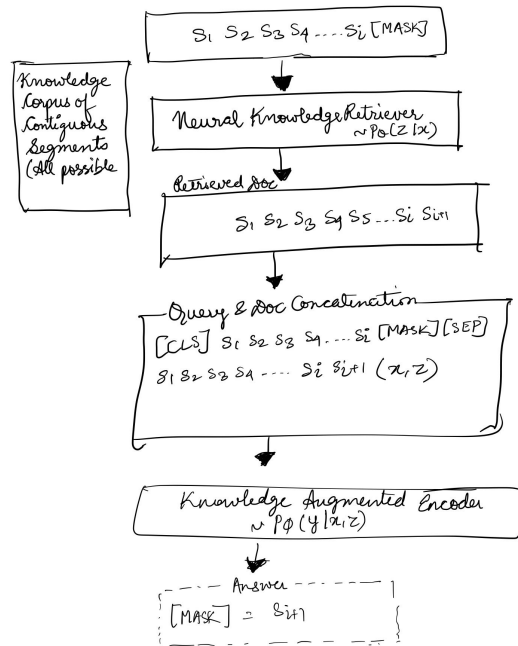 S1 S2 S3 S4 ..... Si [MASK]
Knowledge
Corpus of
Contiguous
Segments
(All possible
Neural Knowledge Retriever
~Pθ(Z|x)
Retrieved Doc
S1 S2 S3 S4 S5 ... Si Si+1
Query & Doc Concatination
[CLS] S1 S2 S3 S4 .... Si [MASK] [SEP]
S1 S2 S3 S4 ---- Si Si+1 (x,z)
Knowledge Augmented Encoder
~ Pφ(y|x,z)
Answer
[MASK] = Si+1